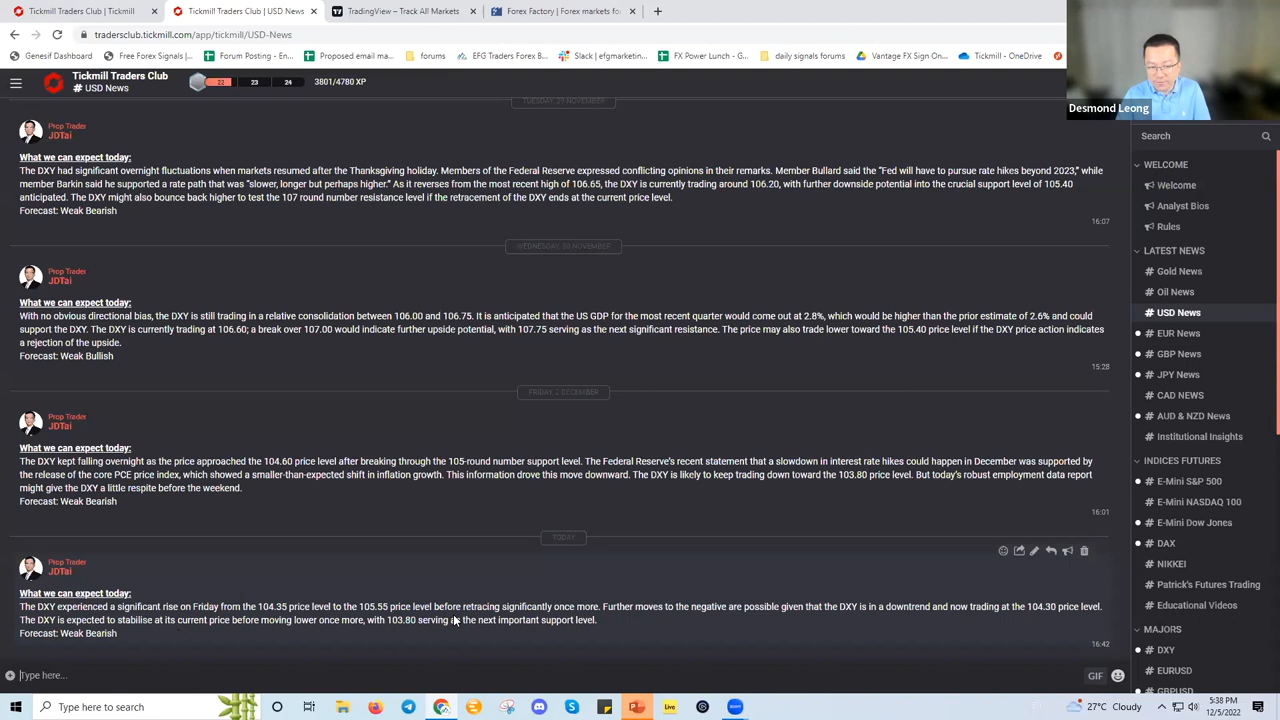 Tickmill Traders Club | Tickmill
Tickmill Traders Club | USD News
TradingView – Track All Markets
Forex Factory | Forex markets for
tradersclub.tickmill.com/app/tickmill/USD-News
Genesif Dashboard
Free Forex Signals |...
Forum Posting - En...
Proposed email ma...
forums
EFG Traders Forex B...
Slack | efgmarketin...
FX Power Lunch - G...
daily signals forums
Vantage FX Sign On...
Tickmill - OneDrive
Desmond Leong
Tickmill Traders Club
# USD News
22
23
24
3801/4780 XP
Prop Trader
JDTai
What we can expect today:
The DXY had significant overnight fluctuations when markets resumed after the Thanksgiving holiday. Members of the Federal Reserve expressed conflicting opinions in their remarks. Member Bullard said the "Fed will have to pursue rate hikes beyond 2023," while
member Barkin said he supported a rate path that was "slower, longer but perhaps higher." As it reverses from the most recent high of 106.65, the DXY is currently trading around 106.20, with further downside potential into the crucial support level of 105.40
anticipated. The DXY might also bounce back higher to test the 107 round number resistance level if the retracement of the DXY ends at the current price level.
Forecast: Weak Bearish
16:07
WEDNESDAY, 30 NOVEMBER
Prop Trader
JDTai
What we can expect today:
With no obvious directional bias, the DXY is still trading in a relative consolidation between 106.00 and 106.75. It is anticipated that the US GDP for the most recent quarter would come out at 2.8%, which would be higher than the prior estimate of 2.6% and could
support the DXY. The DXY is currently trading at 106.60; a break over 107.00 would indicate further upside potential, with 107.75 serving as the next significant resistance. The price may also trade lower toward the 105.40 price level if the DXY price action indicates
a rejection of the upside.
Forecast: Weak Bullish
15:28
FRIDAY, 2 DECEMBER
Prop Trader
JDTai
What we can expect today:
The DXY kept falling overnight as the price approached the 104.60 price level after breaking through the 105-round number support level. The Federal Reserve's recent statement that a slowdown in interest rate hikes could happen in December was supported by
the release of the core PCE price index, which showed a smaller-than-expected shift in inflation growth. This information drove this move downward. The DXY is likely to keep trading down toward the 103.80 price level. But today's robust employment data report
might give the DXY a little respite before the weekend.
Forecast: Weak Bearish
16:01
TODAY
Prop Trader
JDTai
What we can expect today:
The DXY experienced a significant rise on Friday from the 104.35 price level to the 105.55 price level before retracing significantly once more. Further moves to the negative are possible given that the DXY is in a downtrend and now trading at the 104.30 price level.
The DXY is expected to stabilise at its current price before moving lower once more, with 103.80 serving as the next important support level.
Forecast: Weak Bearish
16:42
Type here...
GIF
Search
WELCOME
Welcome
Analyst Bios
Rules
LATEST NEWS
# Gold News
# Oil News
# USD News
# EUR News
# GBP News
# JPY News
# CAD NEWS
# AUD & NZD News
# Institutional Insights
INDICES FUTURES
# E-Mini S&P 500
# E-Mini NASDAQ 100
# E-Mini Dow Jones
# DAX
# NIKKEI
# Patrick's Futures Trading
# Educational Videos
MAJORS
# DXY
# EURUSD
# GBPUSD
Type here to search
Live
27°C Cloudy
5:38 PM
12/5/2022